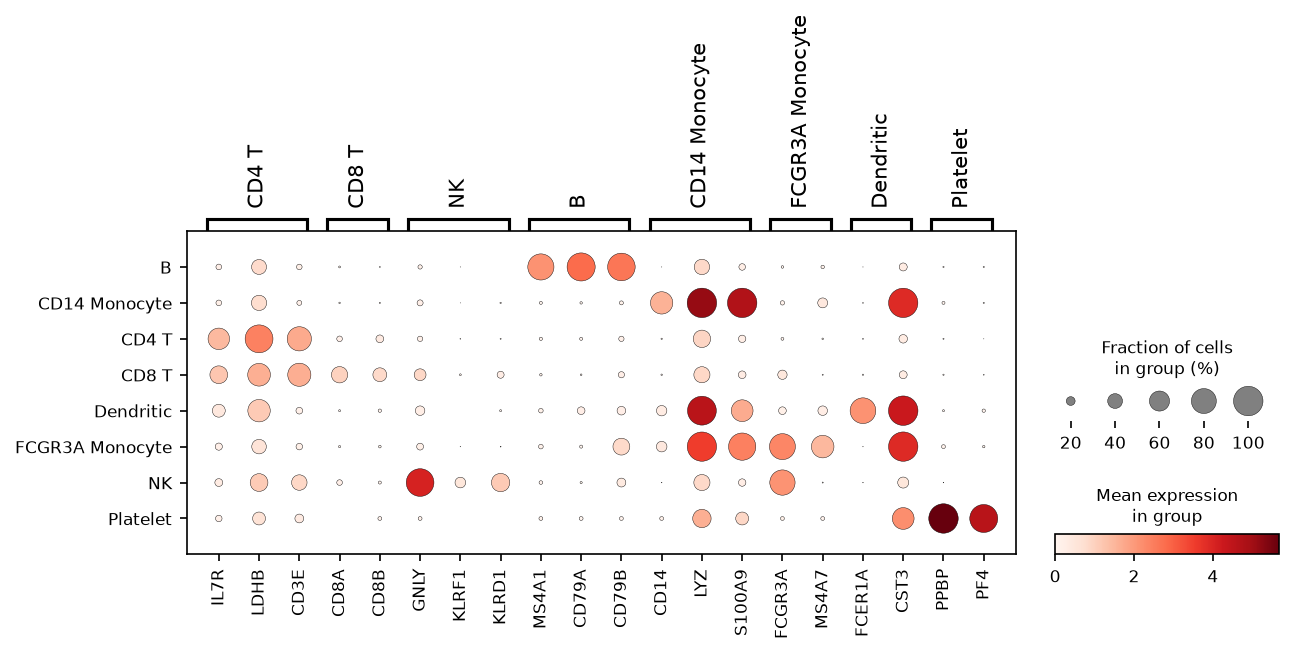 CD4 T
CD8 T
NK
B
CD14 Monocyte
FCGR3A Monocyte
Dendritic
Platelet
B
CD14 Monocyte
CD4 T
CD8 T
Dendritic
FCGR3A Monocyte
NK
Platelet
IL7R
LDHB
CD3E
CD8A
CD8B
GNLY
KLRF1
KLRD1
MS4A1
CD79A
CD79B
CD14
LYZ
S100A9
FCGR3A
MS4A7
FCER1A
CST3
PPBP
PF4
Fraction of cells
in group (%)
20 40 60 80 100
Mean expression
in group
0 2 4